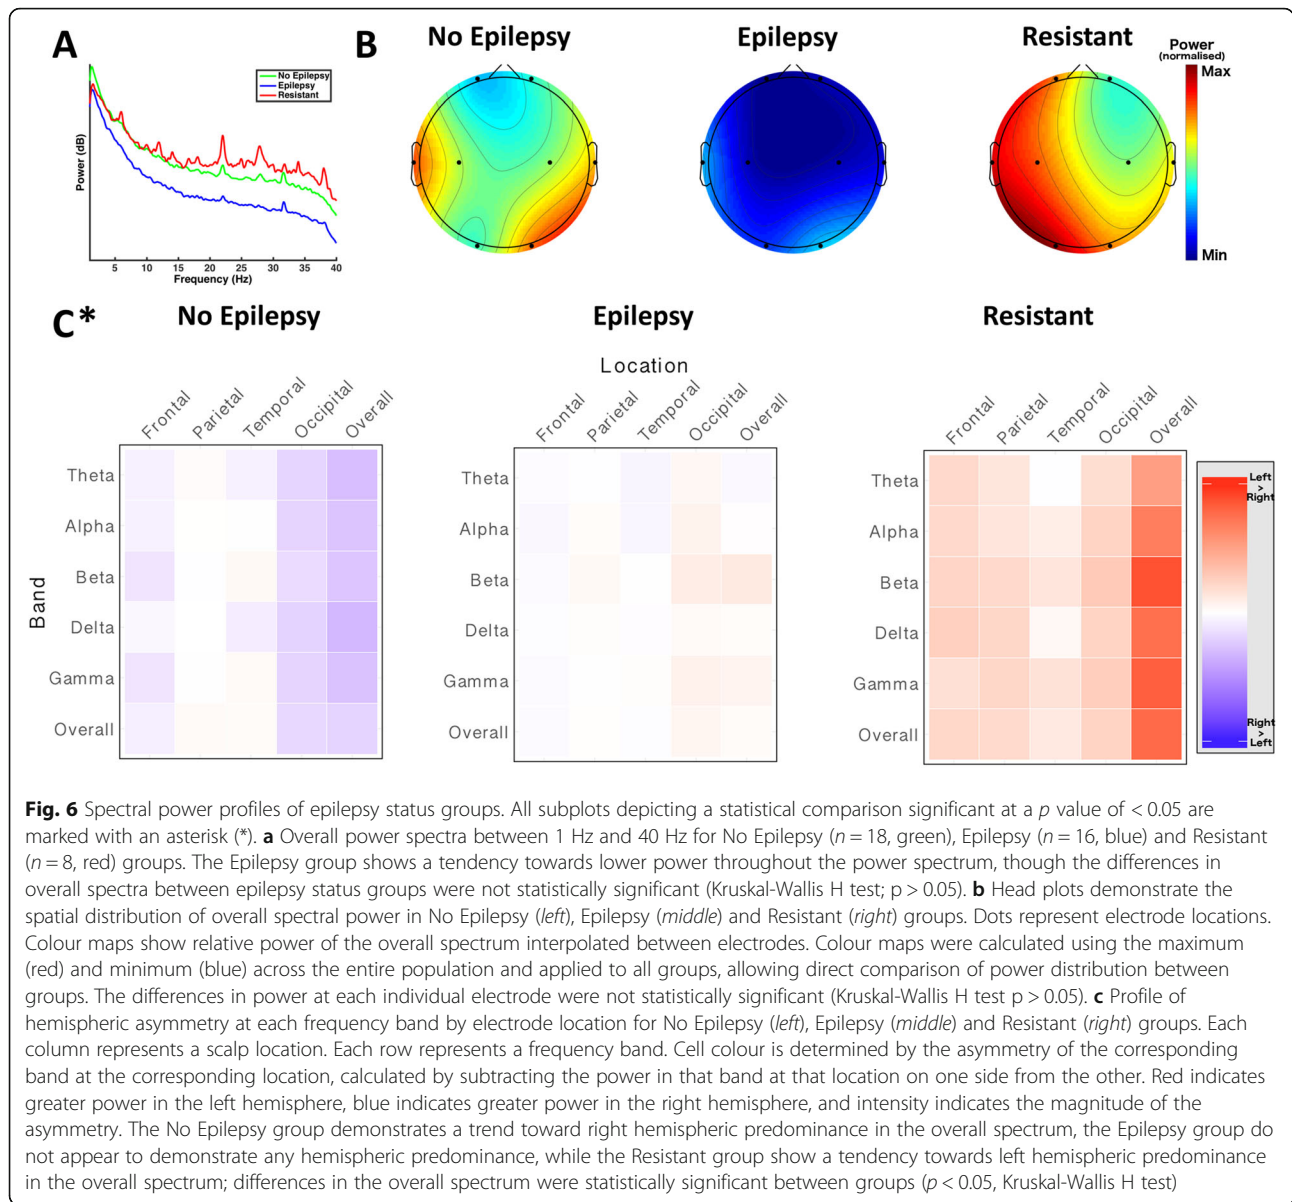 A
No Epilepsy
Epilepsy
Resistant
Power (dB)
5 10 15 20 25 30 35 40
Frequency (Hz)
B
No Epilepsy
Epilepsy
Resistant
Power
(normalised)
Max
Min
C*
No Epilepsy
Epilepsy
Resistant
Location
Frontal Parietal Temporal Occipital Overall
Band
Theta
Alpha
Beta
Delta
Gamma
Overall
Frontal Parietal Temporal Occipital Overall
Theta
Alpha
Beta
Delta
Gamma
Overall
Frontal Parietal Temporal Occipital Overall
Theta
Alpha
Beta
Delta
Gamma
Overall
Left
>
Right
Right
>
Left
Fig. 6 Spectral power profiles of epilepsy status groups. All subplots depicting a statistical comparison significant at a p value of < 0.05 are
marked with an asterisk (*). a Overall power spectra between 1 Hz and 40 Hz for No Epilepsy (n = 18, green), Epilepsy (n = 16, blue) and Resistant
(n = 8, red) groups. The Epilepsy group shows a tendency towards lower power throughout the power spectrum, though the differences in
overall spectra between epilepsy status groups were not statistically significant (Kruskal-Wallis H test; p > 0.05). b Head plots demonstrate the
spatial distribution of overall spectral power in No Epilepsy (left), Epilepsy (middle) and Resistant (right) groups. Dots represent electrode locations.
Colour maps show relative power of the overall spectrum interpolated between electrodes. Colour maps were calculated using the maximum
(red) and minimum (blue) across the entire population and applied to all groups, allowing direct comparison of power distribution between
groups. The differences in power at each individual electrode were not statistically significant (Kruskal-Wallis H test p > 0.05). c Profile of
hemispheric asymmetry at each frequency band by electrode location for No Epilepsy (left), Epilepsy (middle) and Resistant (right) groups. Each
column represents a scalp location. Each row represents a frequency band. Cell colour is determined by the asymmetry of the corresponding
band at the corresponding location, calculated by subtracting the power in that band at that location on one side from the other. Red indicates
greater power in the left hemisphere, blue indicates greater power in the right hemisphere, and intensity indicates the magnitude of the
asymmetry. The No Epilepsy group demonstrates a trend toward right hemispheric predominance in the overall spectrum, the Epilepsy group do
not appear to demonstrate any hemispheric predominance, while the Resistant group show a tendency towards left hemispheric predominance
in the overall spectrum; differences in the overall spectrum were statistically significant between groups (p < 0.05, Kruskal-Wallis H test)